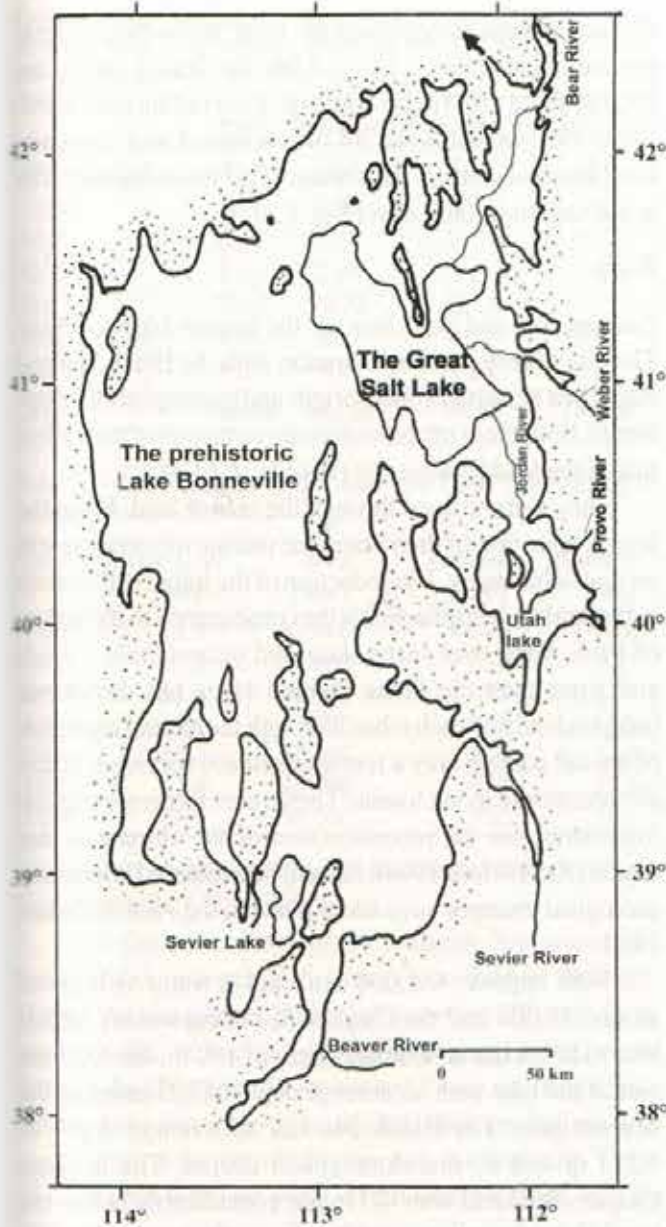 Bear River
42°
42°
The Great
Salt Lake
41°
41°
Weber River
Jordan River
The prehistoric
Lake Bonneville
Provo River
40°
40°
Utah
lake
39°
39°
Sevier Lake
Sevier River
Beaver River
0 50 km
38°
38°
114° 113° 112°